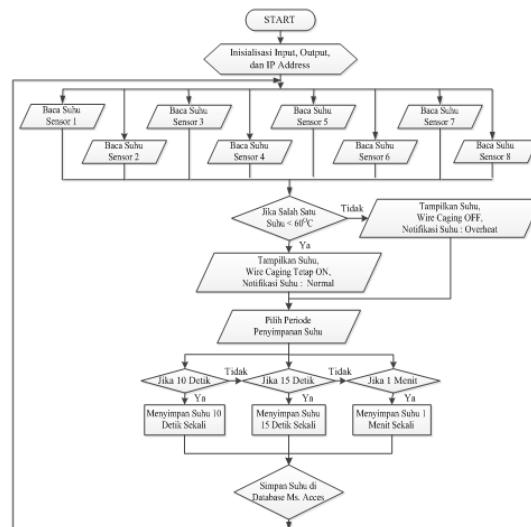 START
Inisialisasi Input, Output,
dan IP Address
Baca Suhu
Sensor 1
Baca Suhu
Sensor 3
Baca Suhu
Sensor 5
Baca Suhu
Sensor 7
Baca Suhu
Sensor 2
Baca Suhu
Sensor 4
Baca Suhu
Sensor 6
Baca Suhu
Sensor 8
Jika Salah Satu
Suhu < 60⁰C
Tidak
Tampilkan Suhu,
Wire Caging OFF,
Notifikasi Suhu : Overheat
Ya
Tampilkan Suhu,
Wire Caging Tetap ON,
Notifikasi Suhu : Normal
Pilih Periode
Penyimpanan Suhu
Jika 10 Detik
Tidak
Jika 15 Detik
Tidak
Jika 1 Menit
Ya
Ya
Ya
Menyimpan Suhu 10
Detik Sekali
Menyimpan Suhu
15 Detik Sekali
Menyimpan Suhu 1
Menit Sekali
Simpan Suhu di
Database Ms. Acces